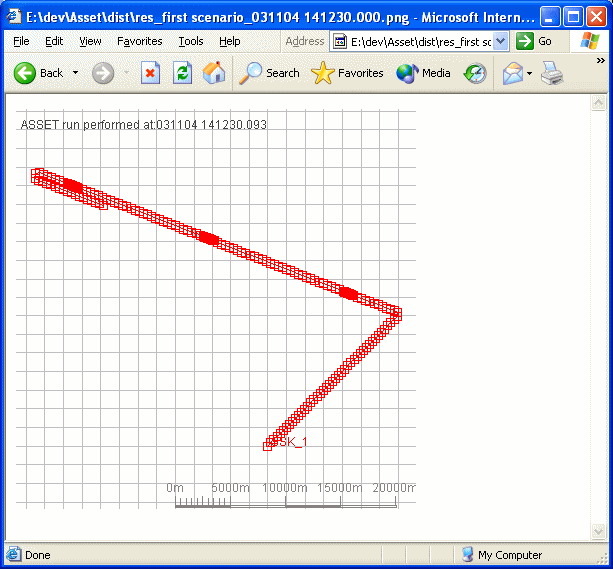 E:\dev\Asset\dist\res_first scenario_031104 141230.000.png - Microsoft Intern...
File Edit View Favorites Tools Help Address E:\dev\Asset\dist\res_first sc Go
Back Search Favorites Media
ASSET run performed at:031104 141230.093
SK_1
0m 5000m 10000m 15000m 20000m
Done My Computer